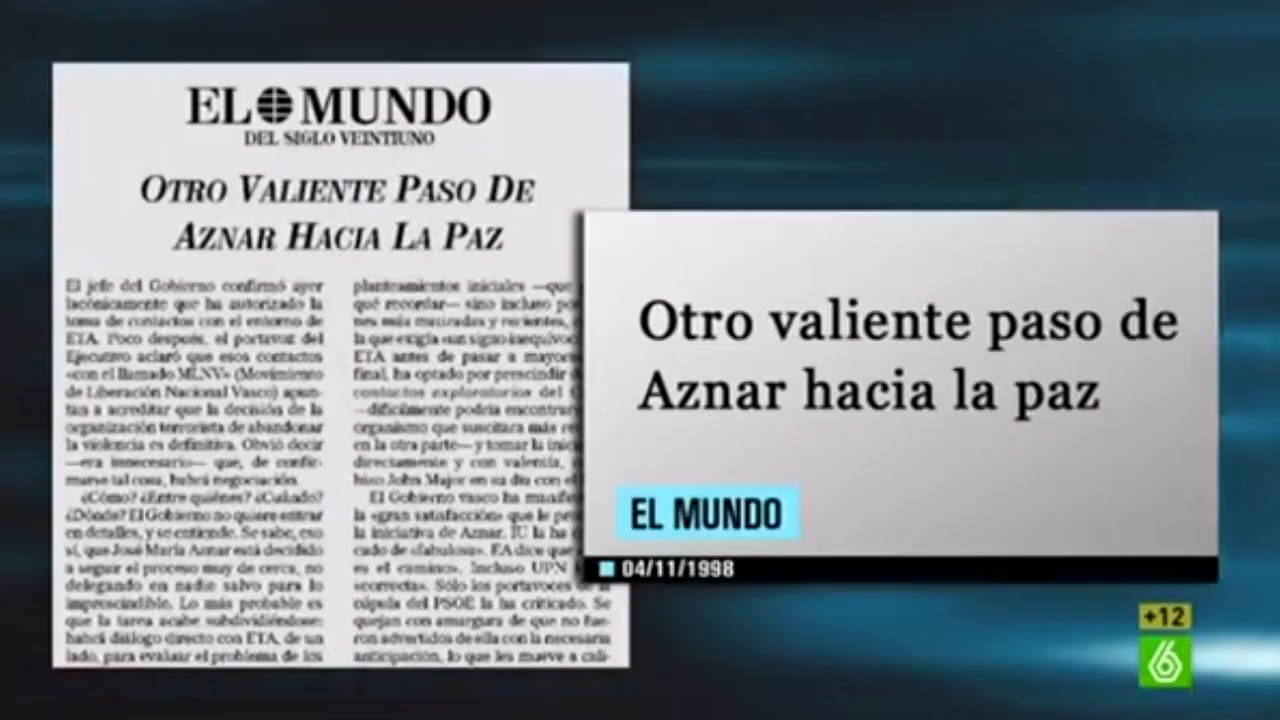 EL MUNDO
DEL SIGLO VEINTIUNO
OTRO VALIENTE PASO DE
AZNAR HACIA LA PAZ
El jefe del Gobierno confirmó ayer
lacónicamente que ha autorizado la
toma de contactos con el entorno de
ETA. Poco después, el portavoz del
Ejecutivo aclaró que esos contactos
«con el llamado MLNV» (Movimiento
de Liberación Nacional Vasco) apun-
tan a acreditar que la decisión de la
organización terrorista de abandonar
la violencia es definitiva. Obvió decir
—era innecesario— que, de confir-
marse tal cosa, habrá negociación.
¿Cómo? ¿Entre quiénes? ¿Cuándo?
¿Dónde? El Gobierno no quiere entrar
en detalles, y se entiende. Se sabe, eso
sí, que José María Aznar está decidido
a seguir el proceso muy de cerca, no
delegando en nadie salvo para lo
imprescindible. Lo más probable es
que la tarea acabe subdividiéndose:
habrá diálogo directo con ETA, de un
lado, para evaluar el problema de los
planteamientos iniciales —que
qué recordar— sino incluso
nes más matizadas y recientes,
la que exigía «un signo
ETA antes de pasar a
final, ha optado por prescindir
contactos exploratorios del
—difícilmente podría encontrar
organismo que suscitara más
en la otra parte— y tomar la
directamente y con valentía,
hizo John Major en su día con el
El Gobierno vasco ha
la «gran satisfacción» que le
la iniciativa de Aznar. IU la ha
cado de «fabulosa». EA dice que
es el camino». Incluso UPN
«correcta». Sólo los portavoces de la
cúpula del PSOE la ha criticado. Se
quejan con amargura de que no fue-
ron advertidos de ella con la necesaria
anticipación, lo que les mueve a cali-
Otro valiente paso de
Aznar hacia la paz
EL MUNDO
04/11/1998
+12
6